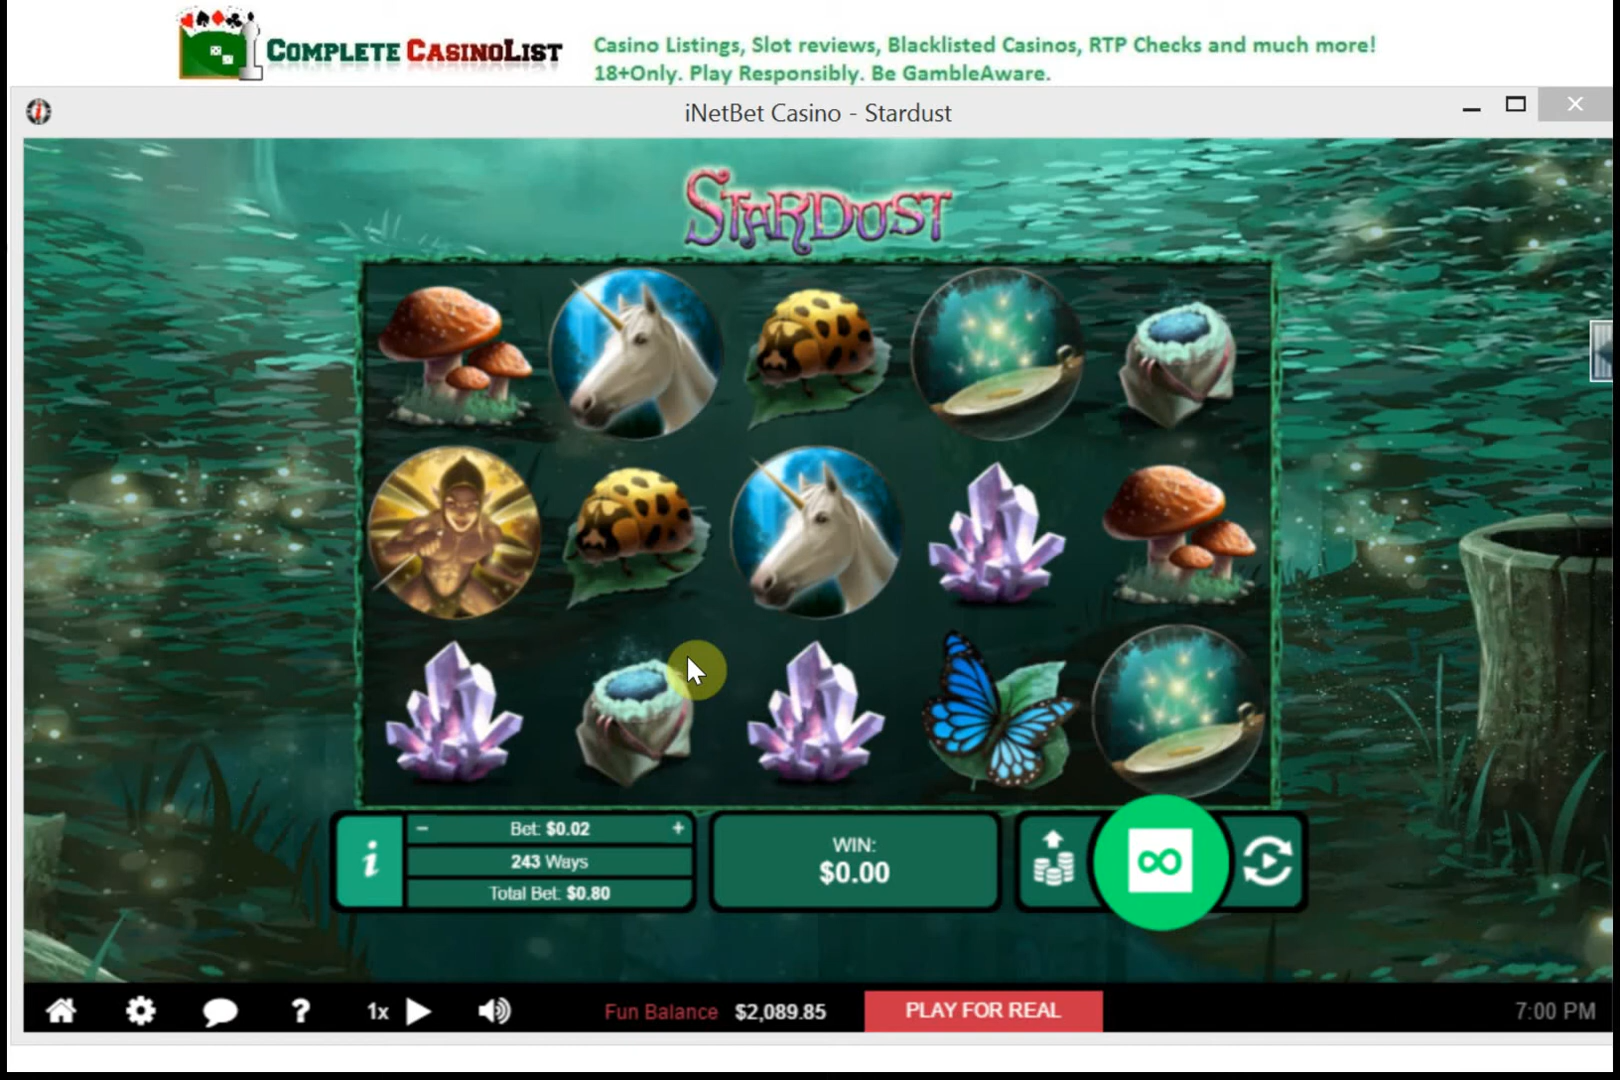 COMPLETE CASINOLIST
Casino Listings, Slot reviews, Blacklisted Casinos, RTP Checks and much more!
18+Only. Play Responsibly. Be GambleAware.
iNetBet Casino - Stardust
STARDUST
Bet: $0.02
243 Ways
Total Bet: $0.80
WIN:
$0.00
1x
Fun Balance $2,089.85
PLAY FOR REAL
7:00 PM